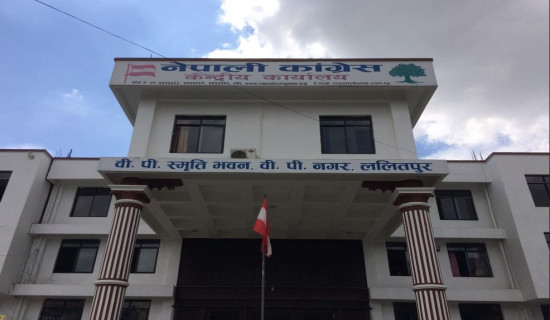 नेपाली कांग्रेस
केन्द्रीय कार्यालय
वी. पी. स्मृति भवन, वी. पी. नगर, ललितपुर